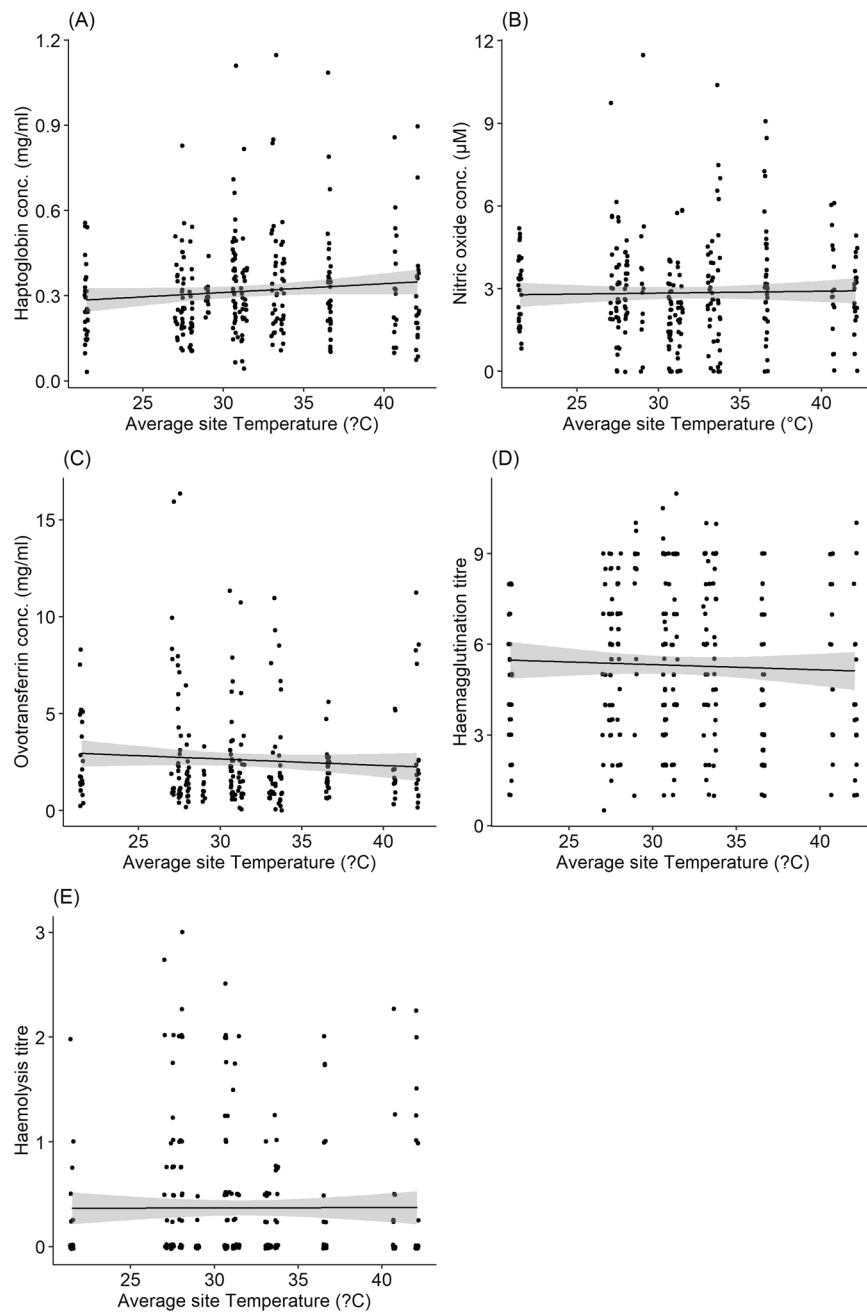 (A)
Haptoglobin conc. (mg/ml)
1.2
0.9
0.6
0.3
0.0
25 30 35 40
Average site Temperature (?C)
(B)
Nitric oxide conc. (µM)
12
9
6
3
0
25 30 35 40
Average site Temperature (°C)
(C)
Ovotransferrin conc. (mg/ml)
15
10
5
0
25 30 35 40
Average site Temperature (?C)
(D)
Haemagglutination titre
9
6
3
0
25 30 35 40
Average site Temperature (?C)
(E)
Haemolysis titre
3
2
1
0
25 30 35 40
Average site Temperature (?C)